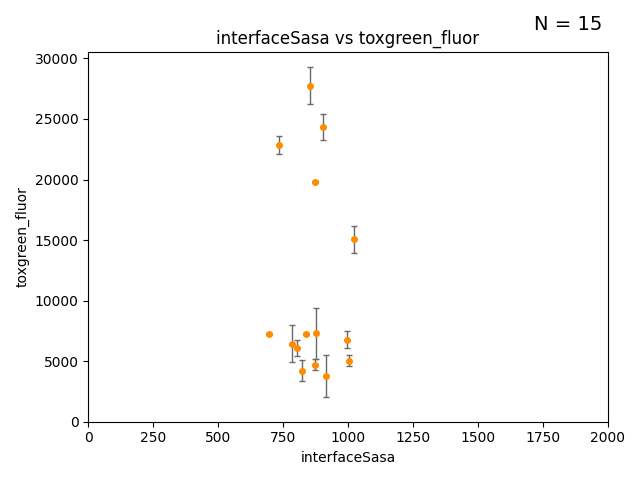 N = 15
interfaceSasa vs toxgreen_fluor
toxgreen_fluor
30000
25000
20000
15000
10000
5000
0
0 250 500 750 1000 1250 1500 1750 2000
interfaceSasa